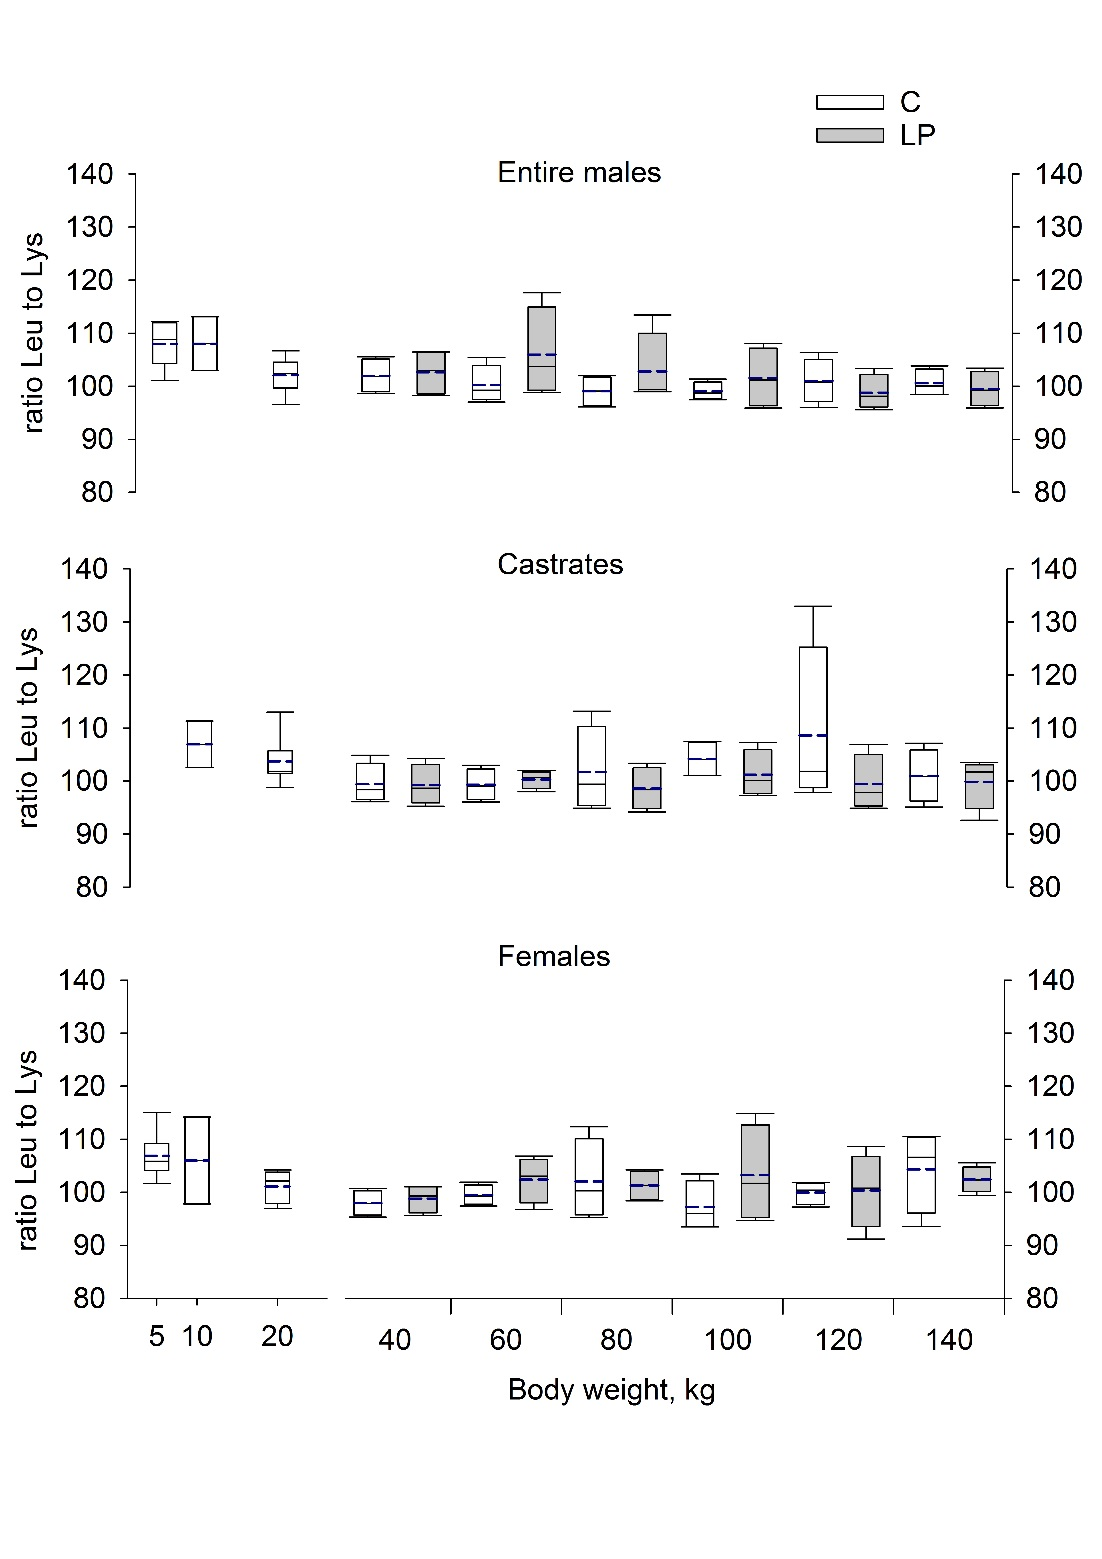 C
LP
Entire males
140 140
130 130
120 120
110 110
100 100
90 90
80 80
ratio Leu to Lys
Castrates
140 140
130 130
120 120
110 110
100 100
90 90
80 80
ratio Leu to Lys
Females
140 140
130 130
120 120
110 110
100 100
90 90
80 80
ratio Leu to Lys
5 10 20 40 60 80 100 120 140
Body weight, kg